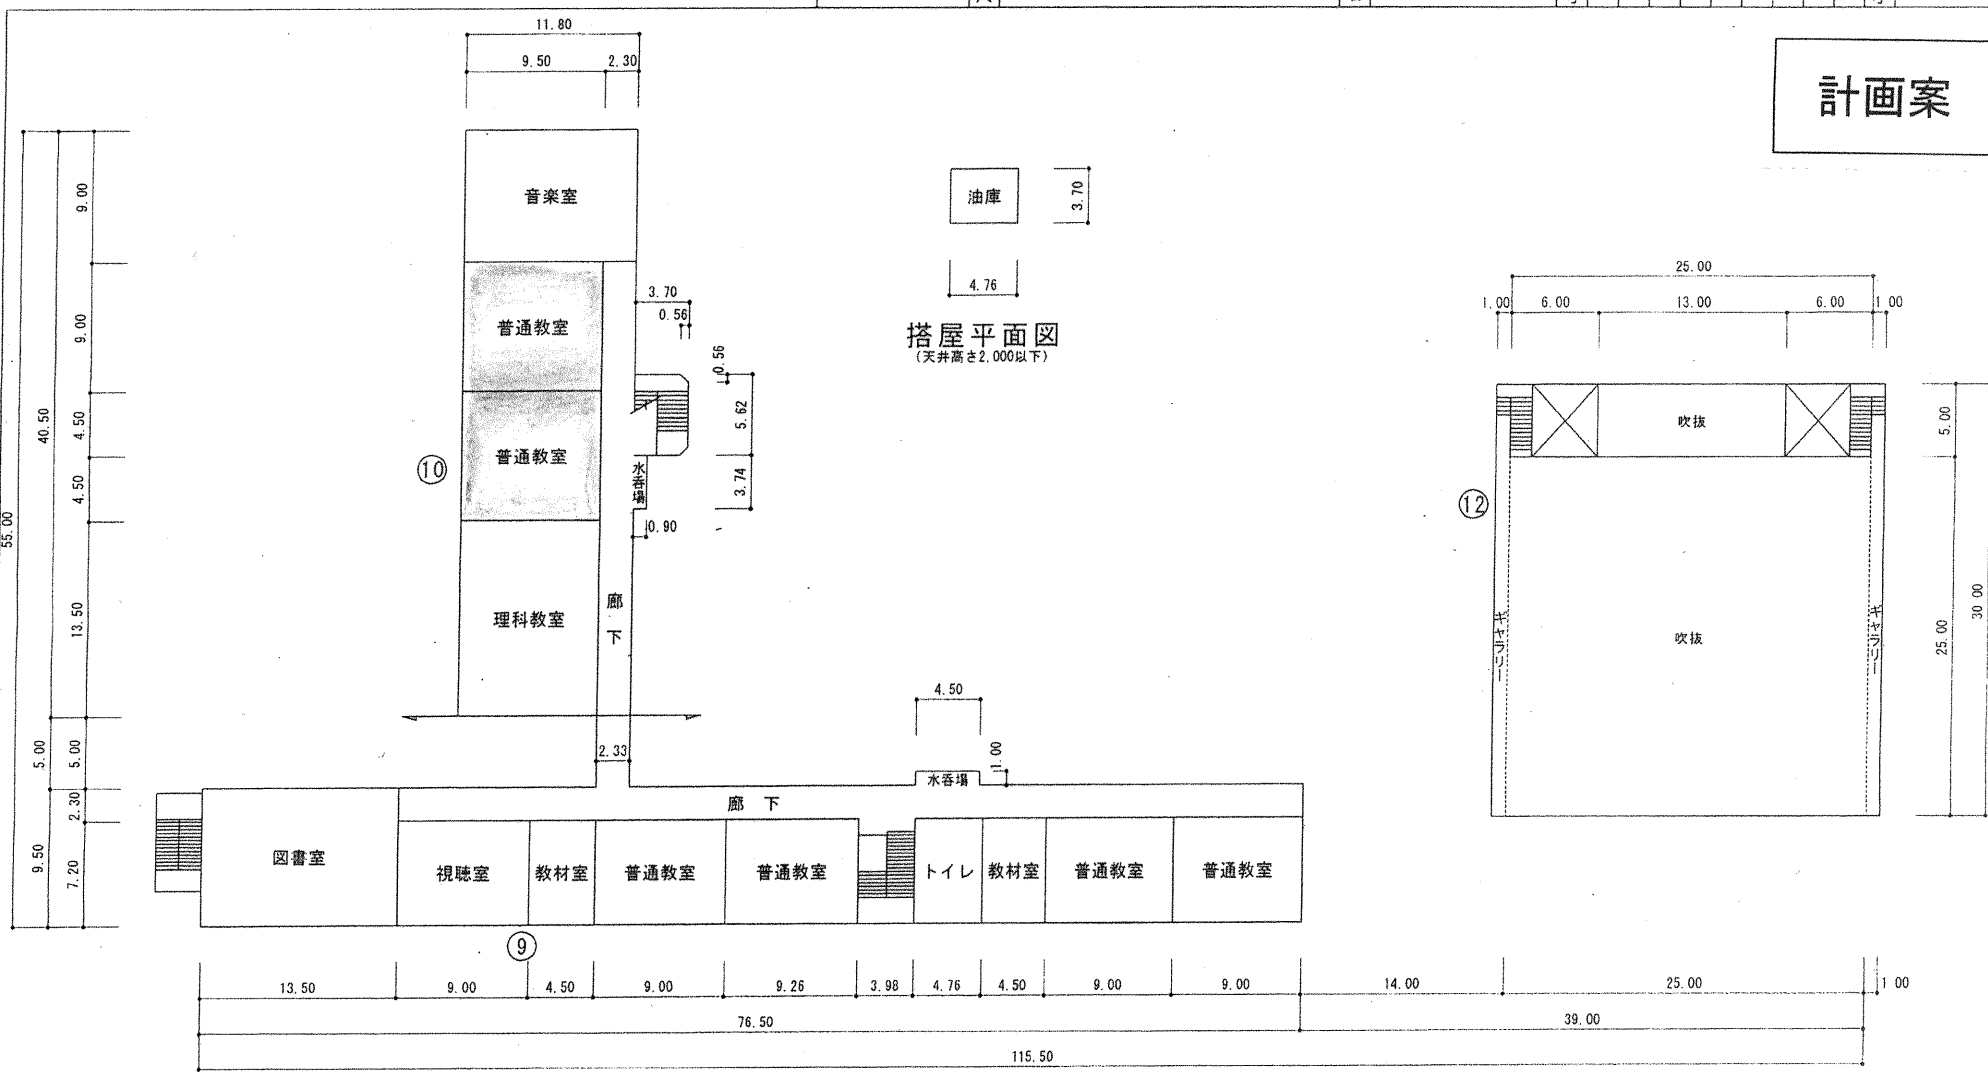 計画案
11.80
9.50
2.30
音楽室
普通教室
普通教室
理科教室
廊下
水呑場
⑩
9.00
9.00
4.50
4.50
13.50
40.50
55.00
5.00
5.00
2.30
7.20
9.50
3.70
0.56
0.56
5.62
3.74
0.90
2.33
油庫
3.70
4.76
搭屋平面図
(天井高さ2,000以下)
25.00
1.00
6.00
13.00
6.00
1.00
吹抜
吹抜
ギャラリー
ギャラリー
⑫
5.00
25.00
30.00
4.50
1.00
水呑場
廊下
図書室
視聴室
教材室
普通教室
普通教室
トイレ
教材室
普通教室
普通教室
⑨
13.50
9.00
4.50
9.00
9.26
3.98
4.76
4.50
9.00
9.00
14.00
25.00
1.00
76.50
39.00
115.50